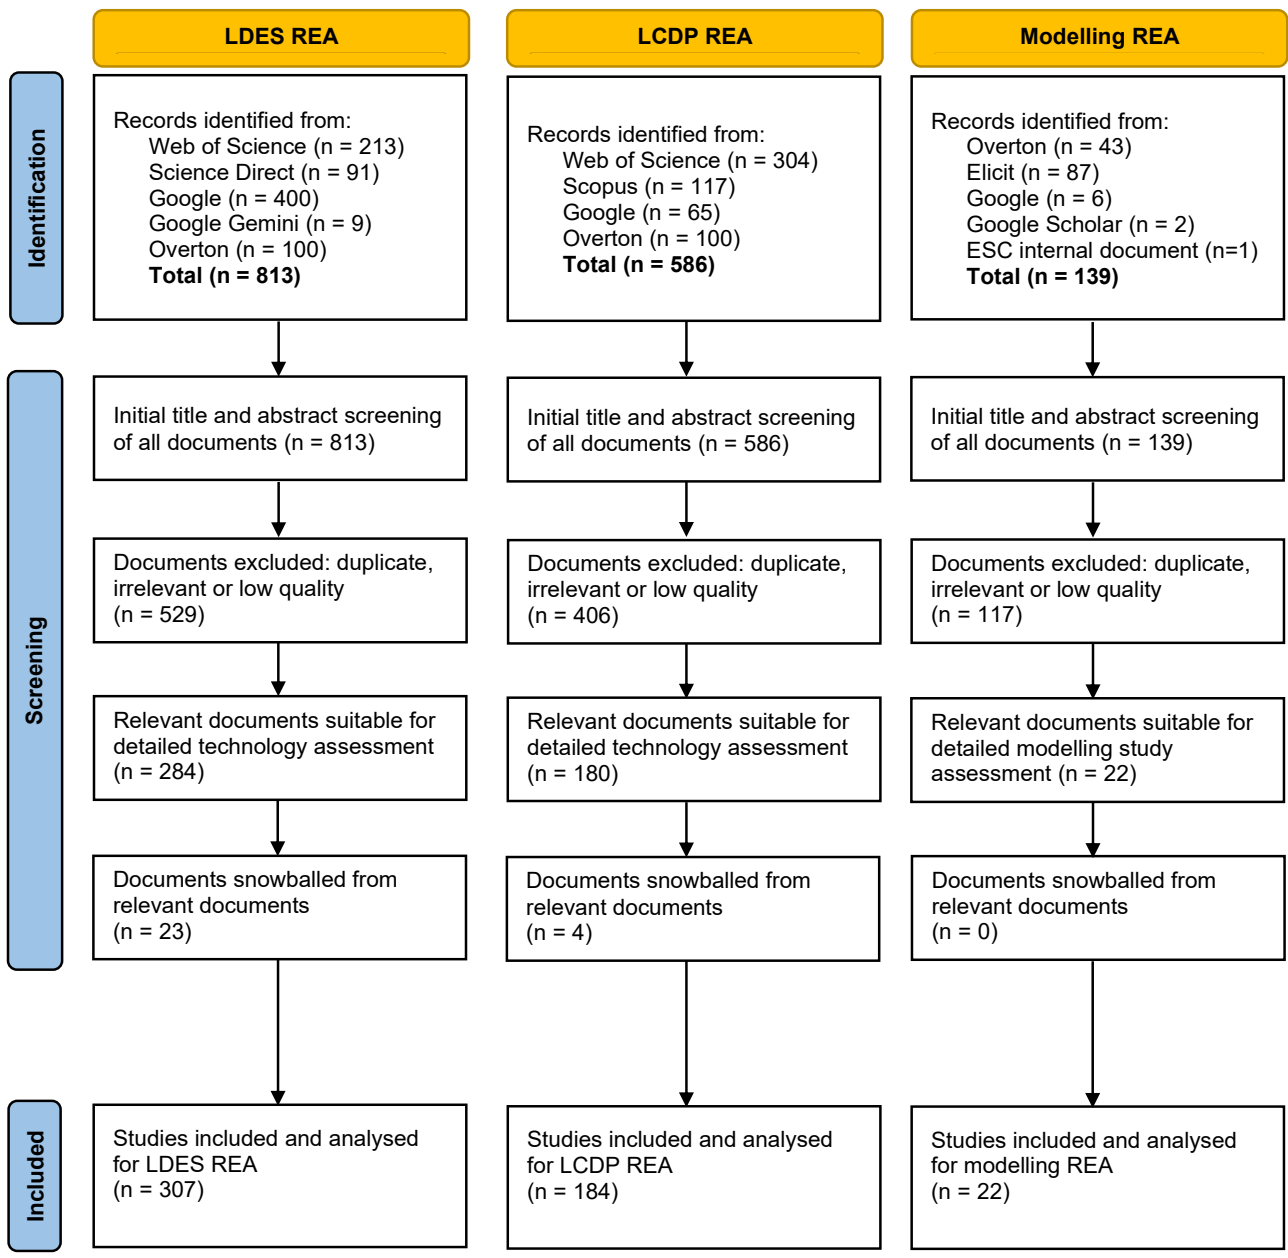 LDES REA
LCDP REA
Modelling REA
Identification
Records identified from:
Web of Science (n = 213)
Science Direct (n = 91)
Google (n = 400)
Google Gemini (n = 9)
Overton (n = 100)
Total (n = 813)
Records identified from:
Web of Science (n = 304)
Scopus (n = 117)
Google (n = 65)
Overton (n = 100)
Total (n = 586)
Records identified from:
Overton (n = 43)
Elicit (n = 87)
Google (n = 6)
Google Scholar (n = 2)
ESC internal document (n=1)
Total (n = 139)
Screening
Initial title and abstract screening
of all documents (n = 813)
Initial title and abstract screening
of all documents (n = 586)
Initial title and abstract screening
of all documents (n = 139)
Documents excluded: duplicate,
irrelevant or low quality
(n = 529)
Documents excluded: duplicate,
irrelevant or low quality
(n = 406)
Documents excluded: duplicate,
irrelevant or low quality
(n = 117)
Relevant documents suitable for
detailed technology assessment
(n = 284)
Relevant documents suitable for
detailed technology assessment
(n = 180)
Relevant documents suitable for
detailed modelling study
assessment (n = 22)
Documents snowballed from
relevant documents
(n = 23)
Documents snowballed from
relevant documents
(n = 4)
Documents snowballed from
relevant documents
(n = 0)
Included
Studies included and analysed
for LDES REA
(n = 307)
Studies included and analysed
for LCDP REA
(n = 184)
Studies included and analysed
for modelling REA
(n = 22)